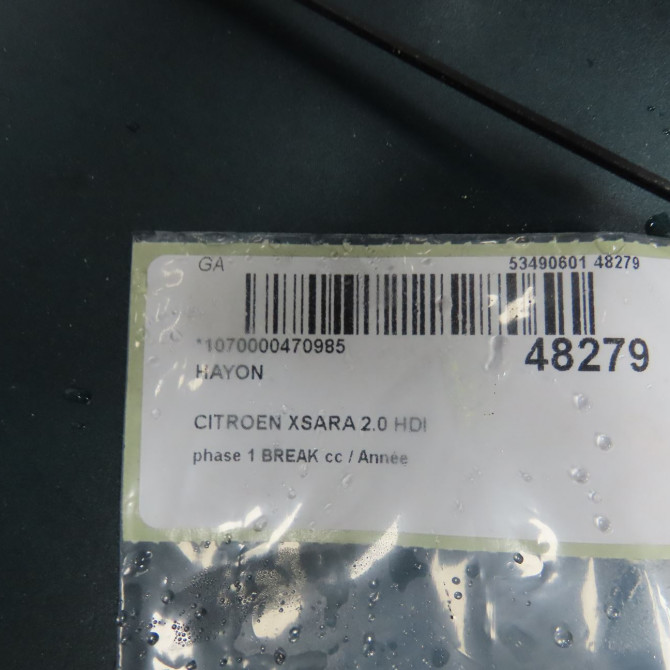 GA 53490601 48279
*1070000470985 48279
HAYON
CITROEN XSARA 2.0 HDI
phase 1 BREAK cc / Année